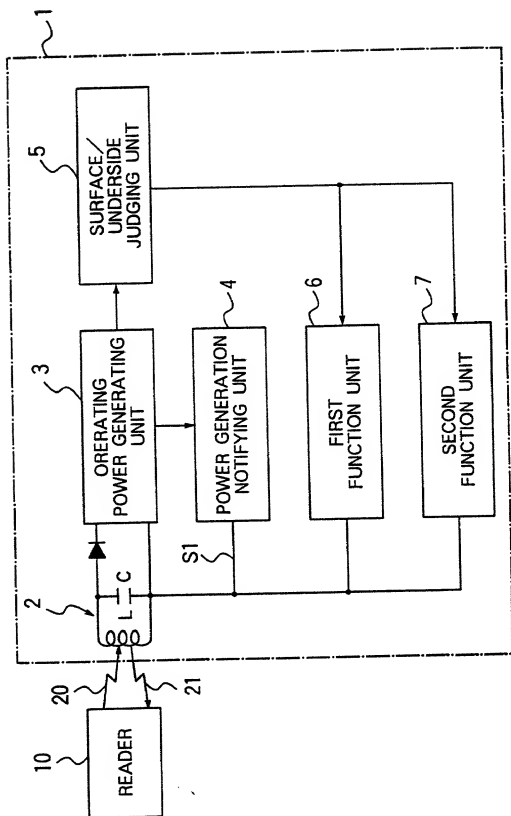 1
5
SURFACE/
UNDERSIDE
JUDGING UNIT
3
ORERATING
POWER GENERATING
UNIT
4
POWER GENERATION
NOTIFYING UNIT
6
FIRST
FUNCTION UNIT
7
SECOND
FUNCTION UNIT
S1
2
L
C
20
21
10
READER